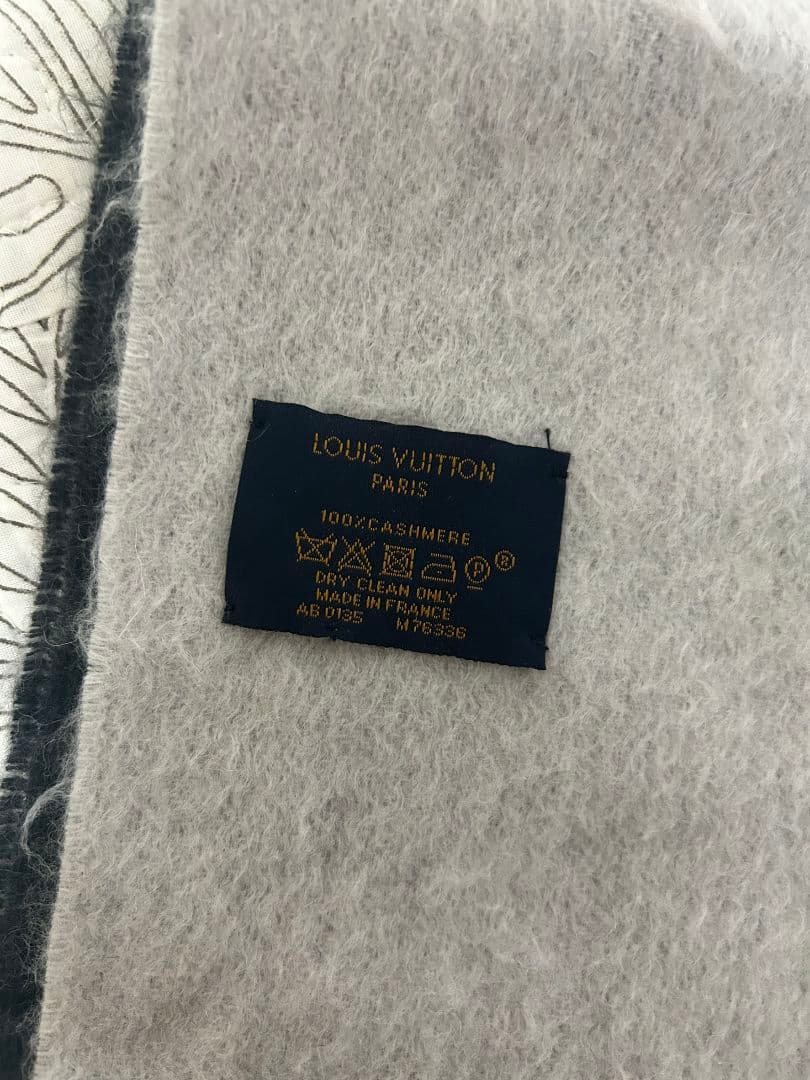 LOUIS VUITTON
PARIS
100%CASHMERE
P ®
DRY CLEAN ONLY
MADE IN FRANCE
AB 0135 M76336